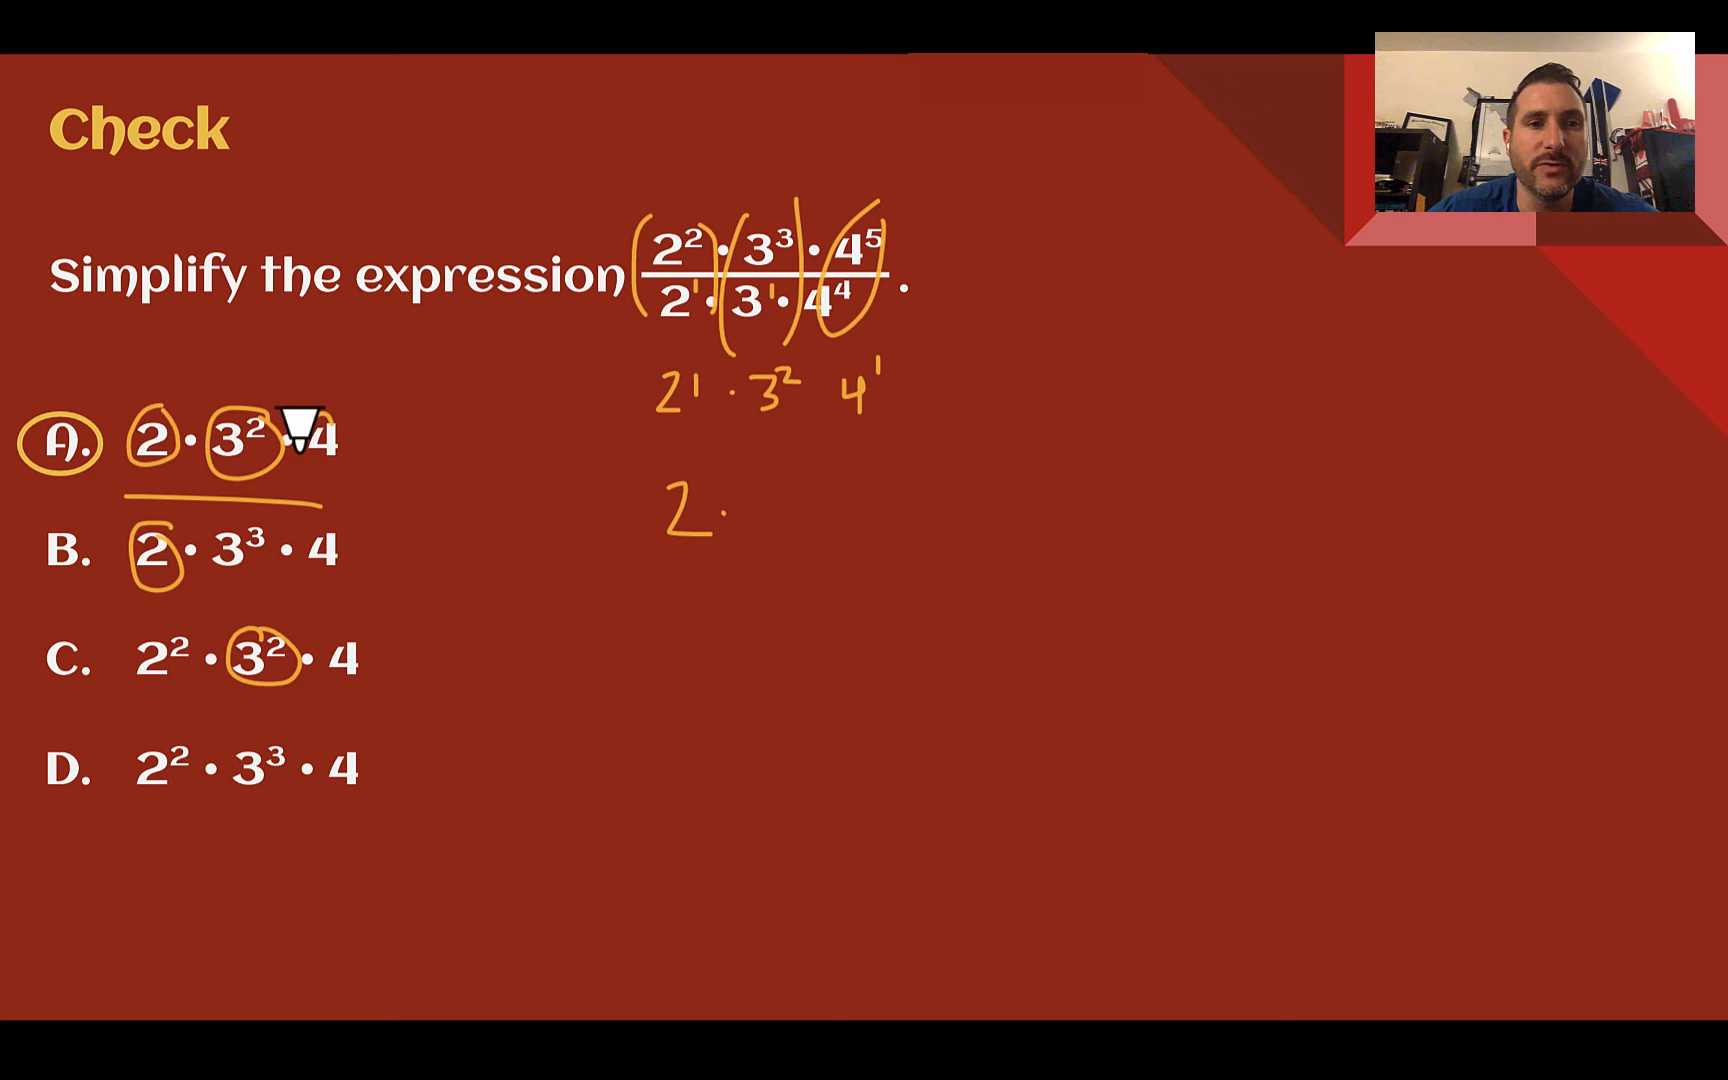 Check
Simplify the expression 2² • 3³ • 4⁵ / 2¹ • 3¹ • 4⁴ .
2¹ · 3² 4¹
A. 2 • 3² • 4
2 ·
B. 2 • 3³ • 4
C. 2² • 3² • 4
D. 2² • 3³ • 4